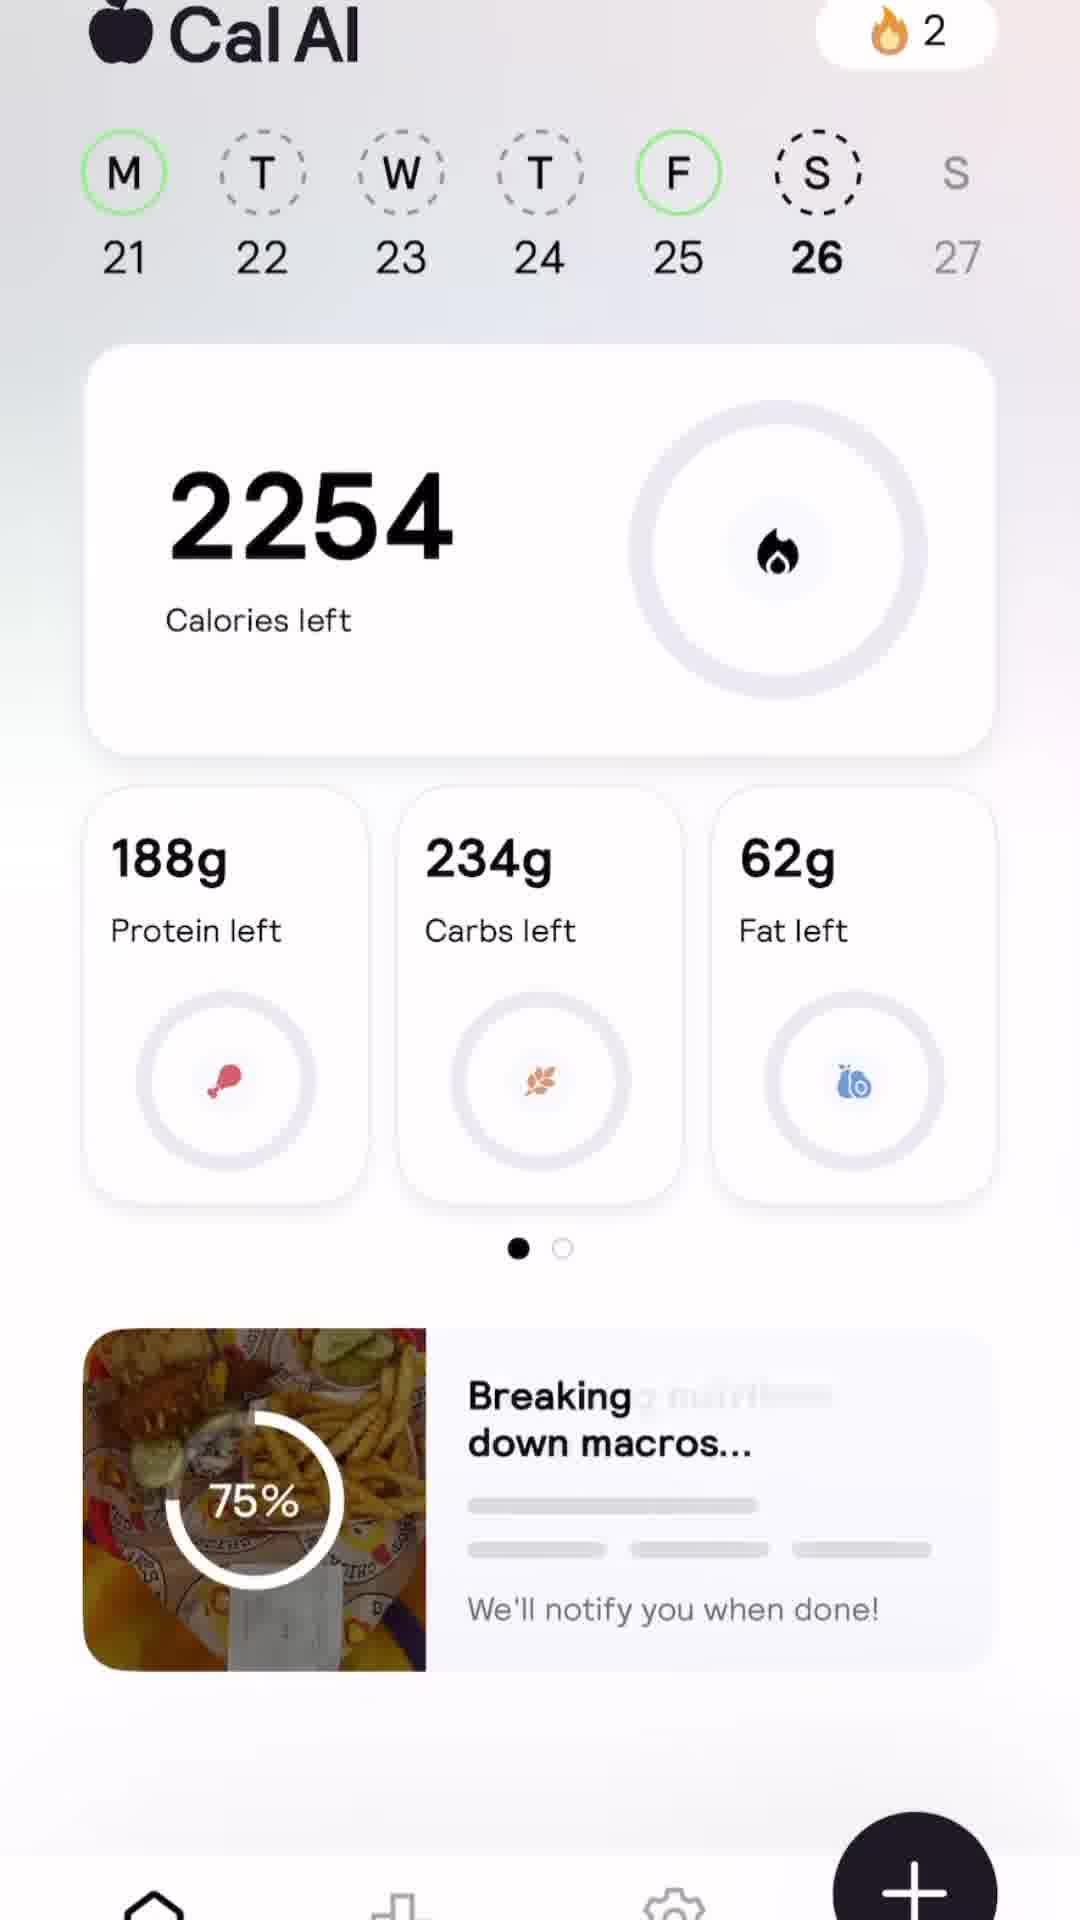 Cal AI
2
M T W T F S S
21 22 23 24 25 26 27
2254
Calories left
188g
Protein left
234g
Carbs left
62g
Fat left
75%
Breaking
down macros...
We'll notify you when done!